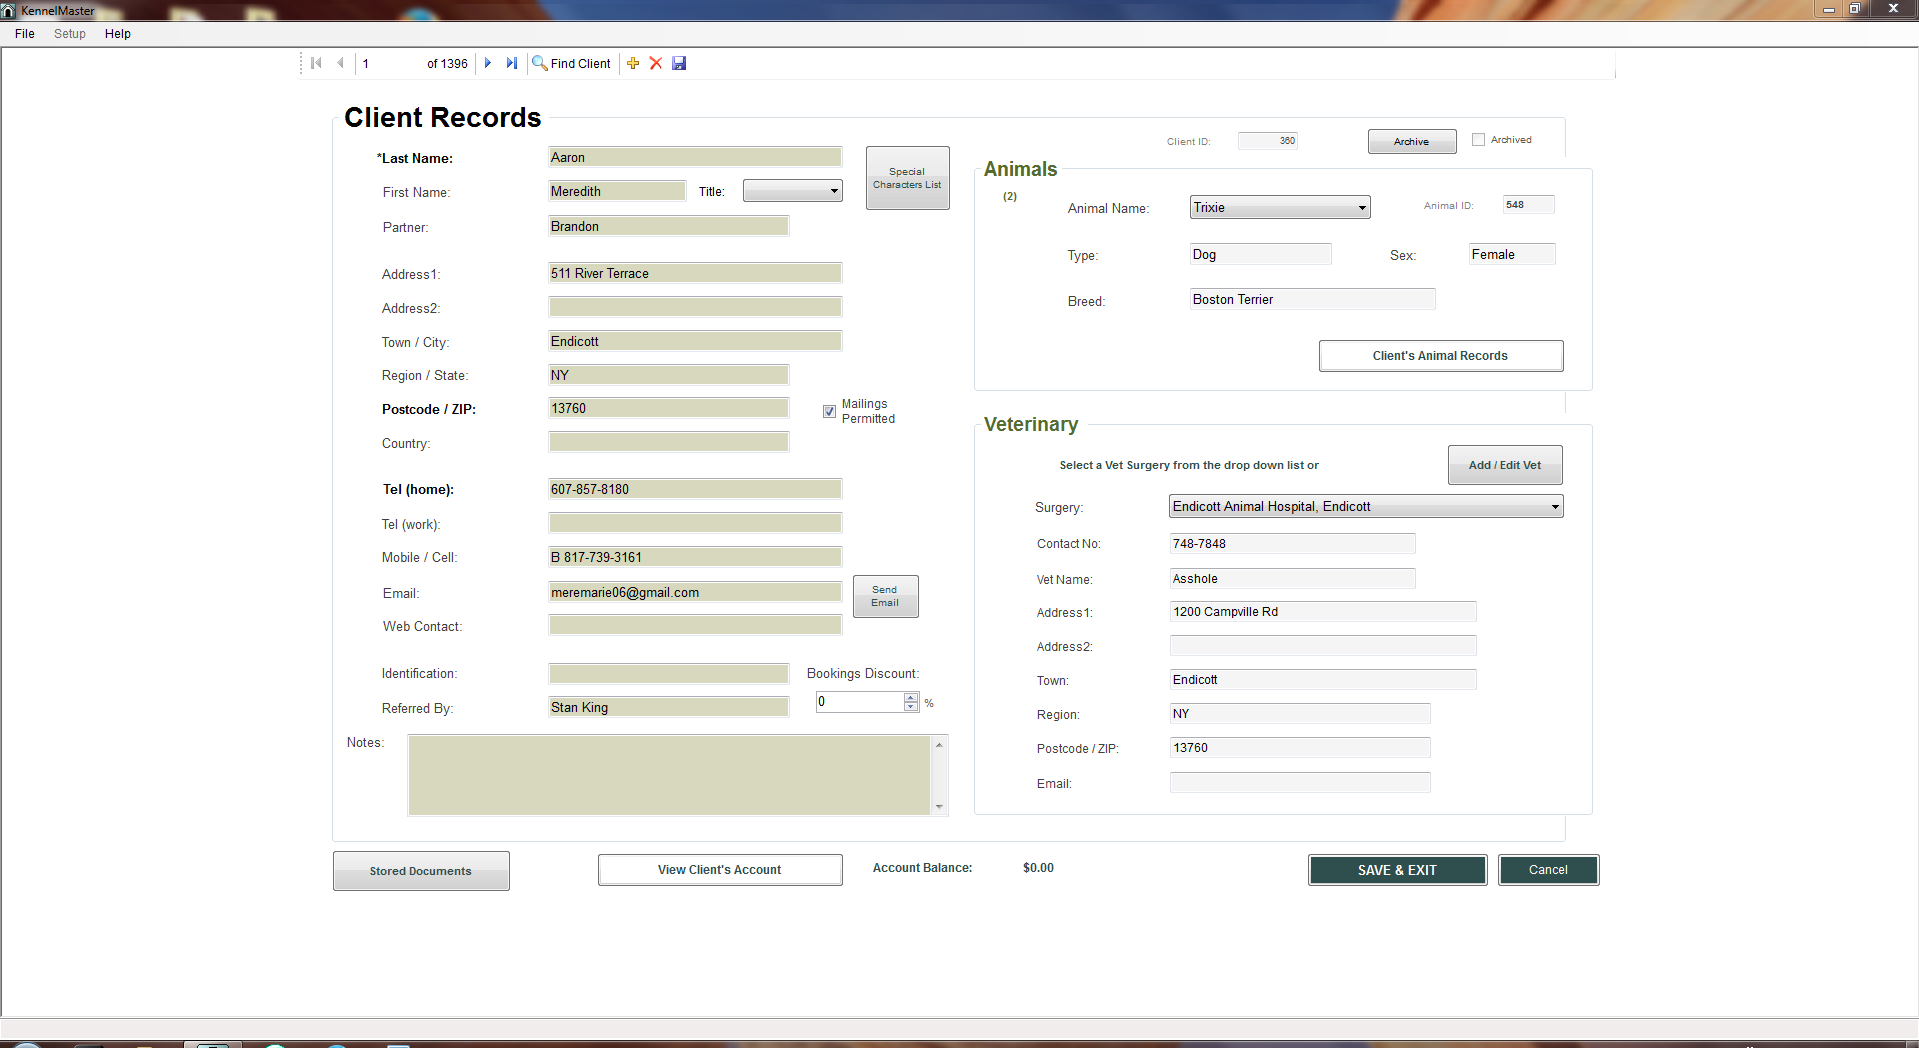 KennelMaster
File Setup Help
1 of 1396 Find Client
Client Records
*Last Name: Aaron
First Name: Meredith Title:
Special
Characters List
Partner: Brandon
Address1: 511 River Terrace
Address2:
Town / City: Endicott
Region / State: NY
Postcode / ZIP: 13760
Mailings
Permitted
Country:
Tel (home): 607-857-8180
Tel (work):
Mobile / Cell: B 817-739-3161
Email: meremarie06@gmail.com
Send
Email
Web Contact:
Identification:
Bookings Discount:
0 %
Referred By: Stan King
Notes:
Client ID: 360 Archive Archived
Animals
(2)
Animal Name: Trixie Animal ID: 548
Type: Dog Sex: Female
Breed: Boston Terrier
Client's Animal Records
Veterinary
Select a Vet Surgery from the drop down list or Add / Edit Vet
Surgery: Endicott Animal Hospital, Endicott
Contact No: 748-7848
Vet Name: Asshole
Address1: 1200 Campville Rd
Address2:
Town: Endicott
Region: NY
Postcode / ZIP: 13760
Email:
Stored Documents View Client's Account Account Balance: $0.00 SAVE & EXIT Cancel